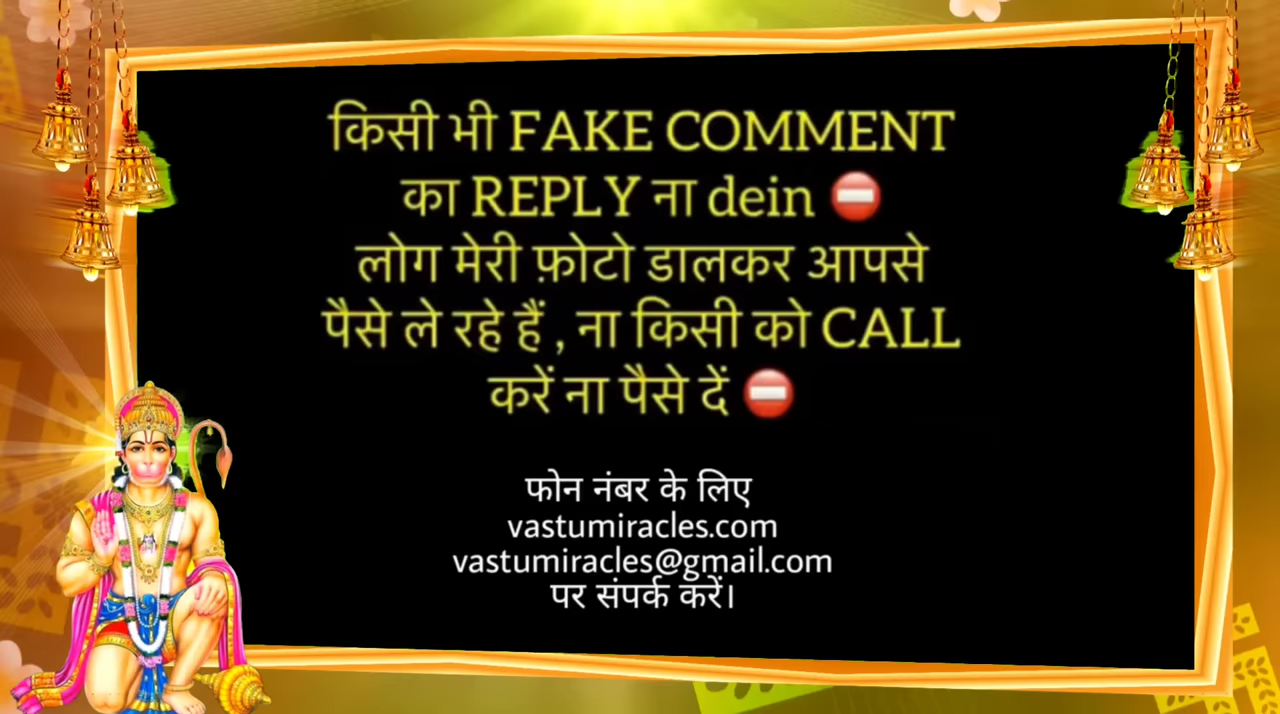 किसी भी FAKE COMMENT
का REPLY ना dein ⛔
लोग मेरी फ़ोटो डालकर आपसे
पैसे ले रहे हैं , ना किसी को CALL
करें ना पैसे दें ⛔
फोन नंबर के लिए
vastumiracles.com
vastumiracles@gmail.com
पर संपर्क करें।